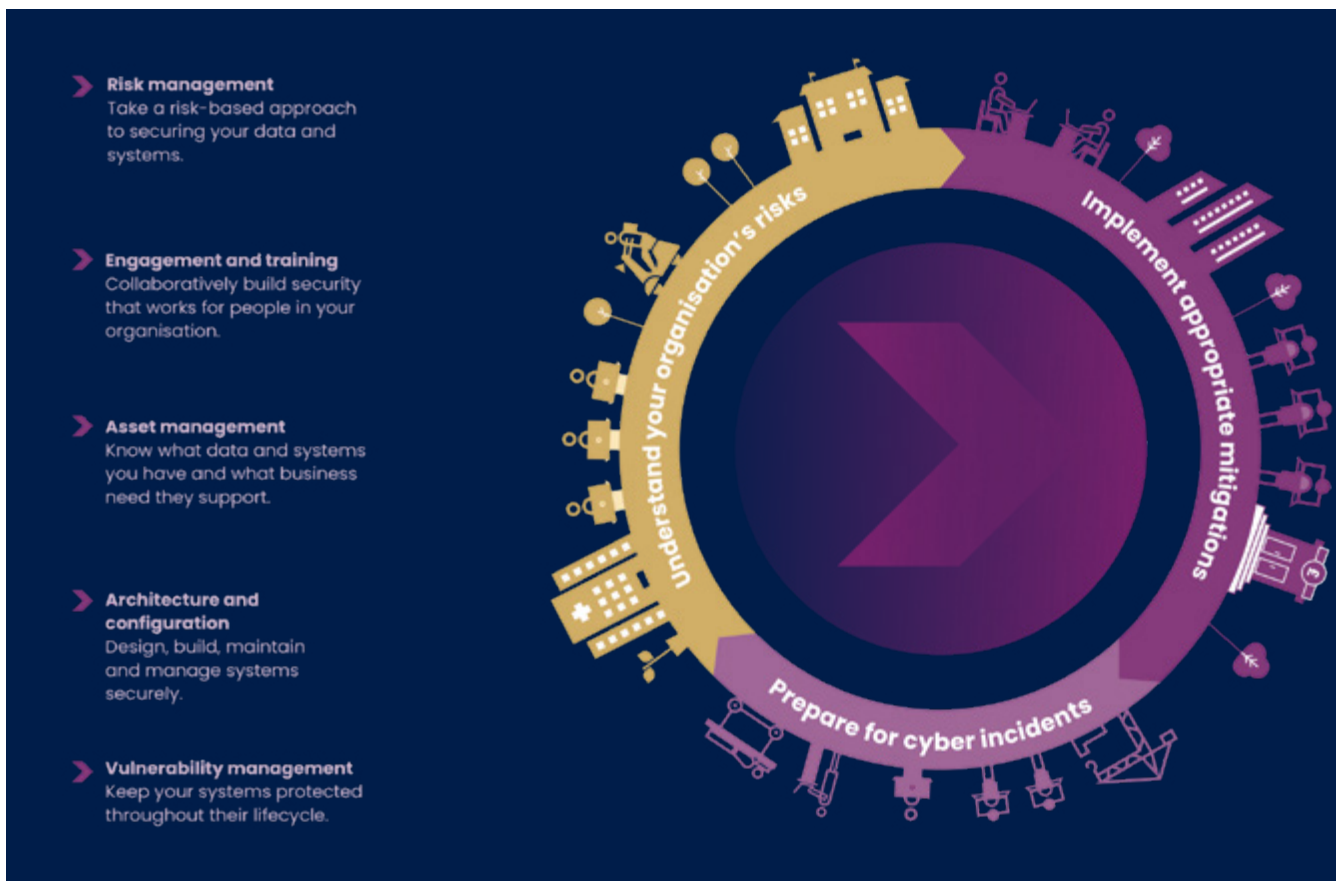 Risk management
Take a risk-based approach
to securing your data and
systems.
Engagement and training
Collaboratively build security
that works for people in your
organisation.
Asset management
Know what data and systems
you have and what business
need they support.
Architecture and
configuration
Design, build, maintain
and manage systems
securely.
Vulnerability management
Keep your systems protected
throughout their lifecycle.
Understand your organisation's risks
Implement appropriate mitigations
£
Prepare for cyber incidents